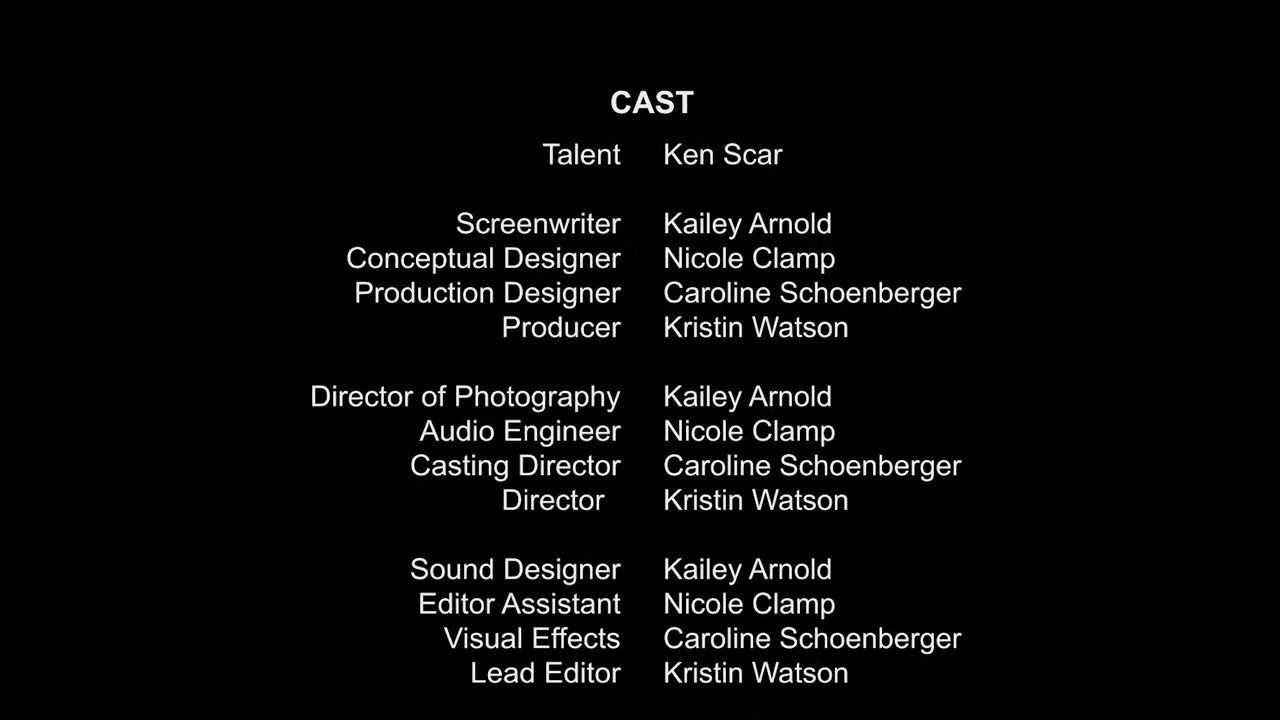 CAST
Talent Ken Scar
Screenwriter Kailey Arnold
Conceptual Designer Nicole Clamp
Production Designer Caroline Schoenberger
Producer Kristin Watson
Director of Photography Kailey Arnold
Audio Engineer Nicole Clamp
Casting Director Caroline Schoenberger
Director Kristin Watson
Sound Designer Kailey Arnold
Editor Assistant Nicole Clamp
Visual Effects Caroline Schoenberger
Lead Editor Kristin Watson